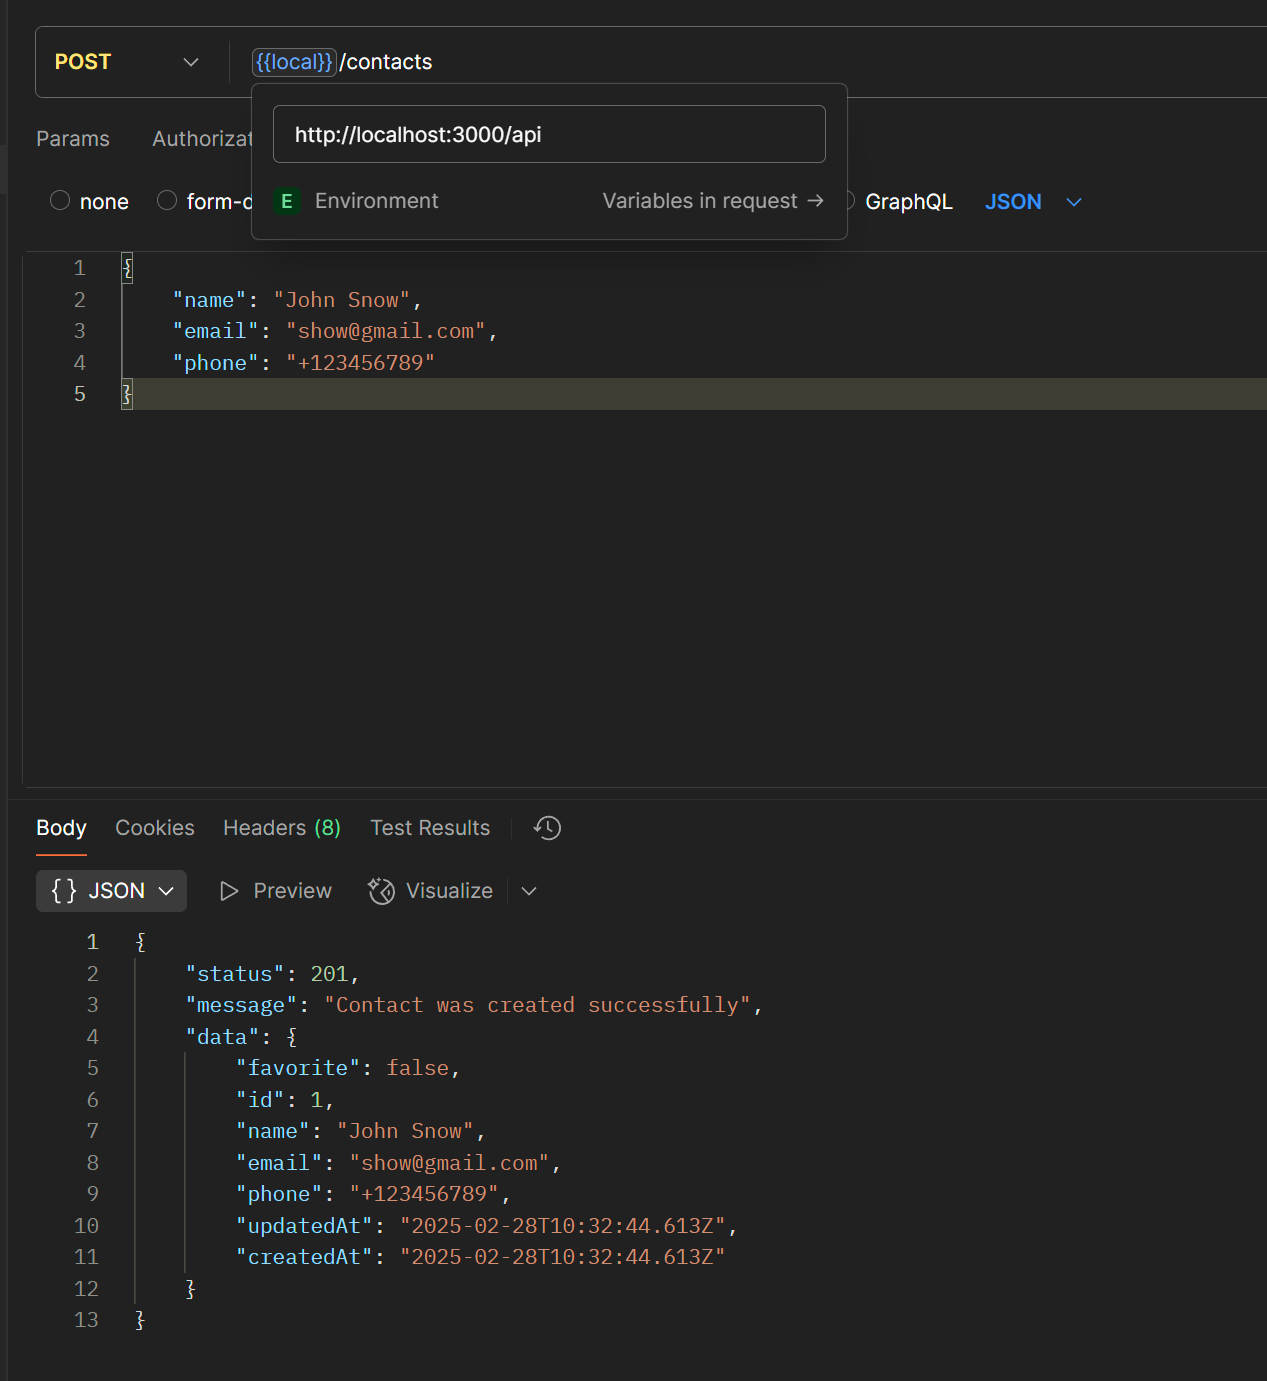 POST {{local}}/contacts
http://localhost:3000/api
Params Authorizat
E Environment Variables in request →
none form-d GraphQL JSON
1 {
2 "name": "John Snow",
3 "email": "show@gmail.com",
4 "phone": "+123456789"
5 }
Body Cookies Headers (8) Test Results
{} JSON Preview Visualize
1 {
2 "status": 201,
3 "message": "Contact was created successfully",
4 "data": {
5 "favorite": false,
6 "id": 1,
7 "name": "John Snow",
8 "email": "show@gmail.com",
9 "phone": "+123456789",
10 "updatedAt": "2025-02-28T10:32:44.613Z",
11 "createdAt": "2025-02-28T10:32:44.613Z"
12 }
13 }